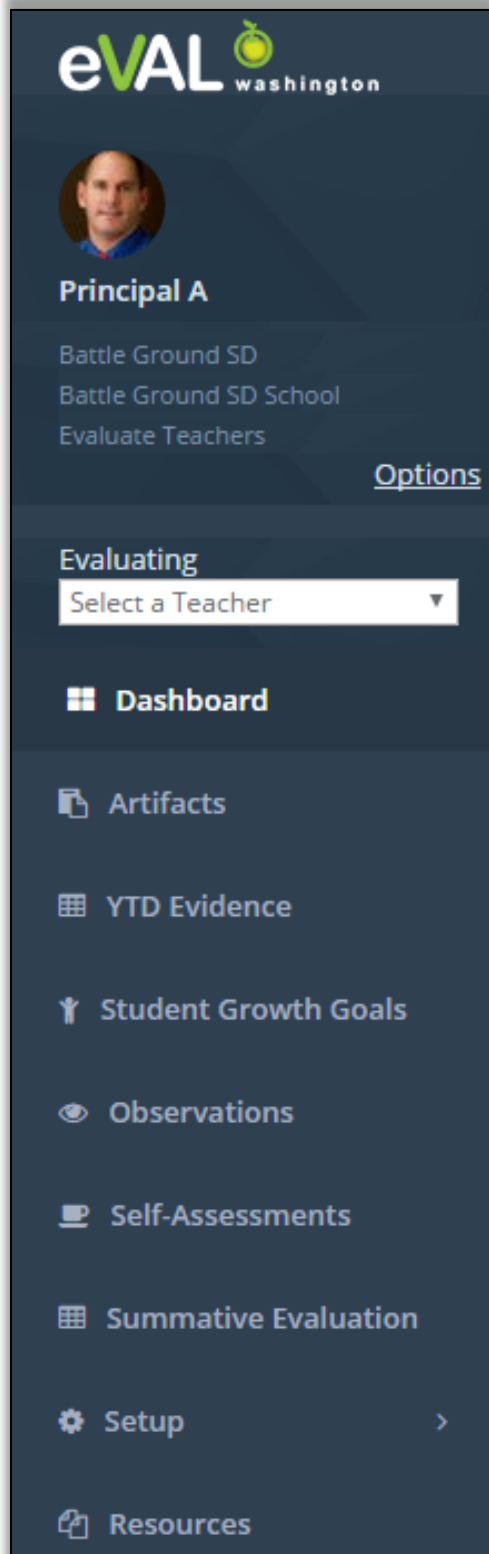 eVAL washington
Principal A
Battle Ground SD
Battle Ground SD School
Evaluate Teachers
Options
Evaluating
Select a Teacher
Dashboard
Artifacts
YTD Evidence
Student Growth Goals
Observations
Self-Assessments
Summative Evaluation
Setup
Resources